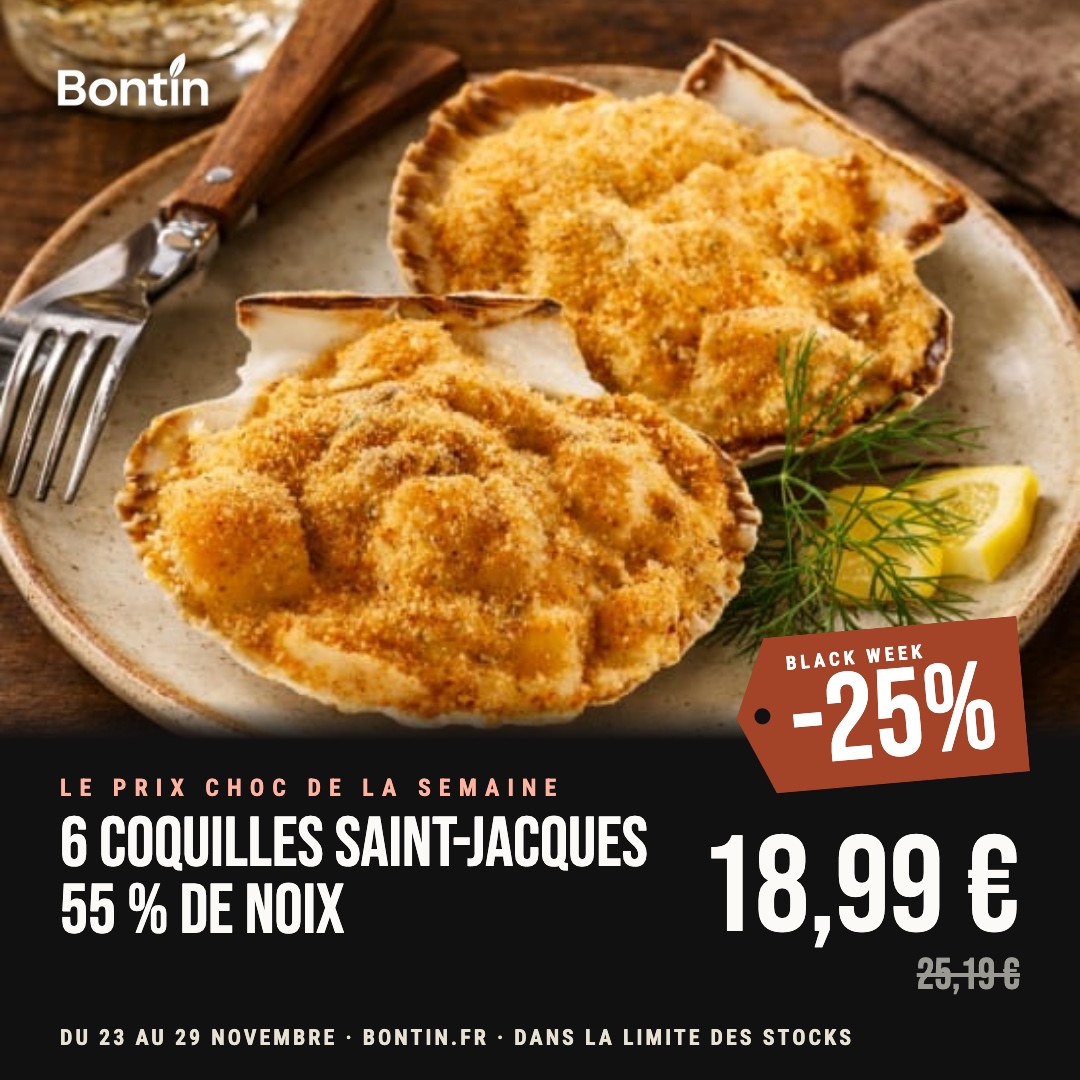 Bontin
BLACK WEEK
-25%
LE PRIX CHOC DE LA SEMAINE
6 COQUILLES SAINT-JACQUES
55 % DE NOIX
18,99 €
25,19 €
DU 23 AU 29 NOVEMBRE · BONTIN.FR · DANS LA LIMITE DES STOCKS